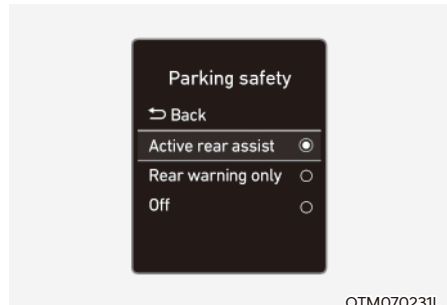 Parking safety
Back
Active rear assist
Rear warning only
Off
OTM070231L